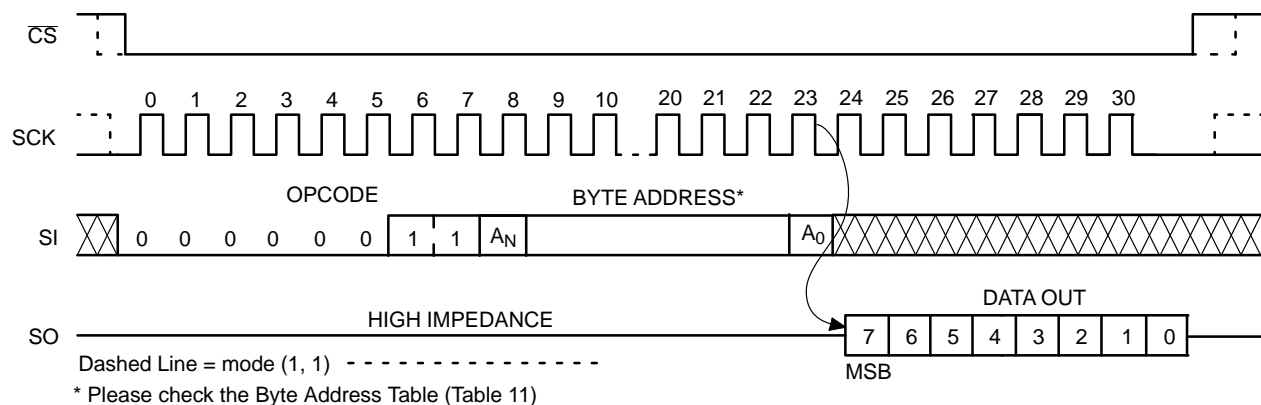 CS
0 1 2 3 4 5 6 7 8 9 10 20 21 22 23 24 25 26 27 28 29 30
SCK
OPCODE BYTE ADDRESS*
SI 0 0 0 0 0 0 1 1 AN A0
DATA OUT
HIGH IMPEDANCE
SO 7 6 5 4 3 2 1 0
Dashed Line = mode (1, 1) - - - - - - - - - - - - - - - -
MSB
* Please check the Byte Address Table (Table 11)